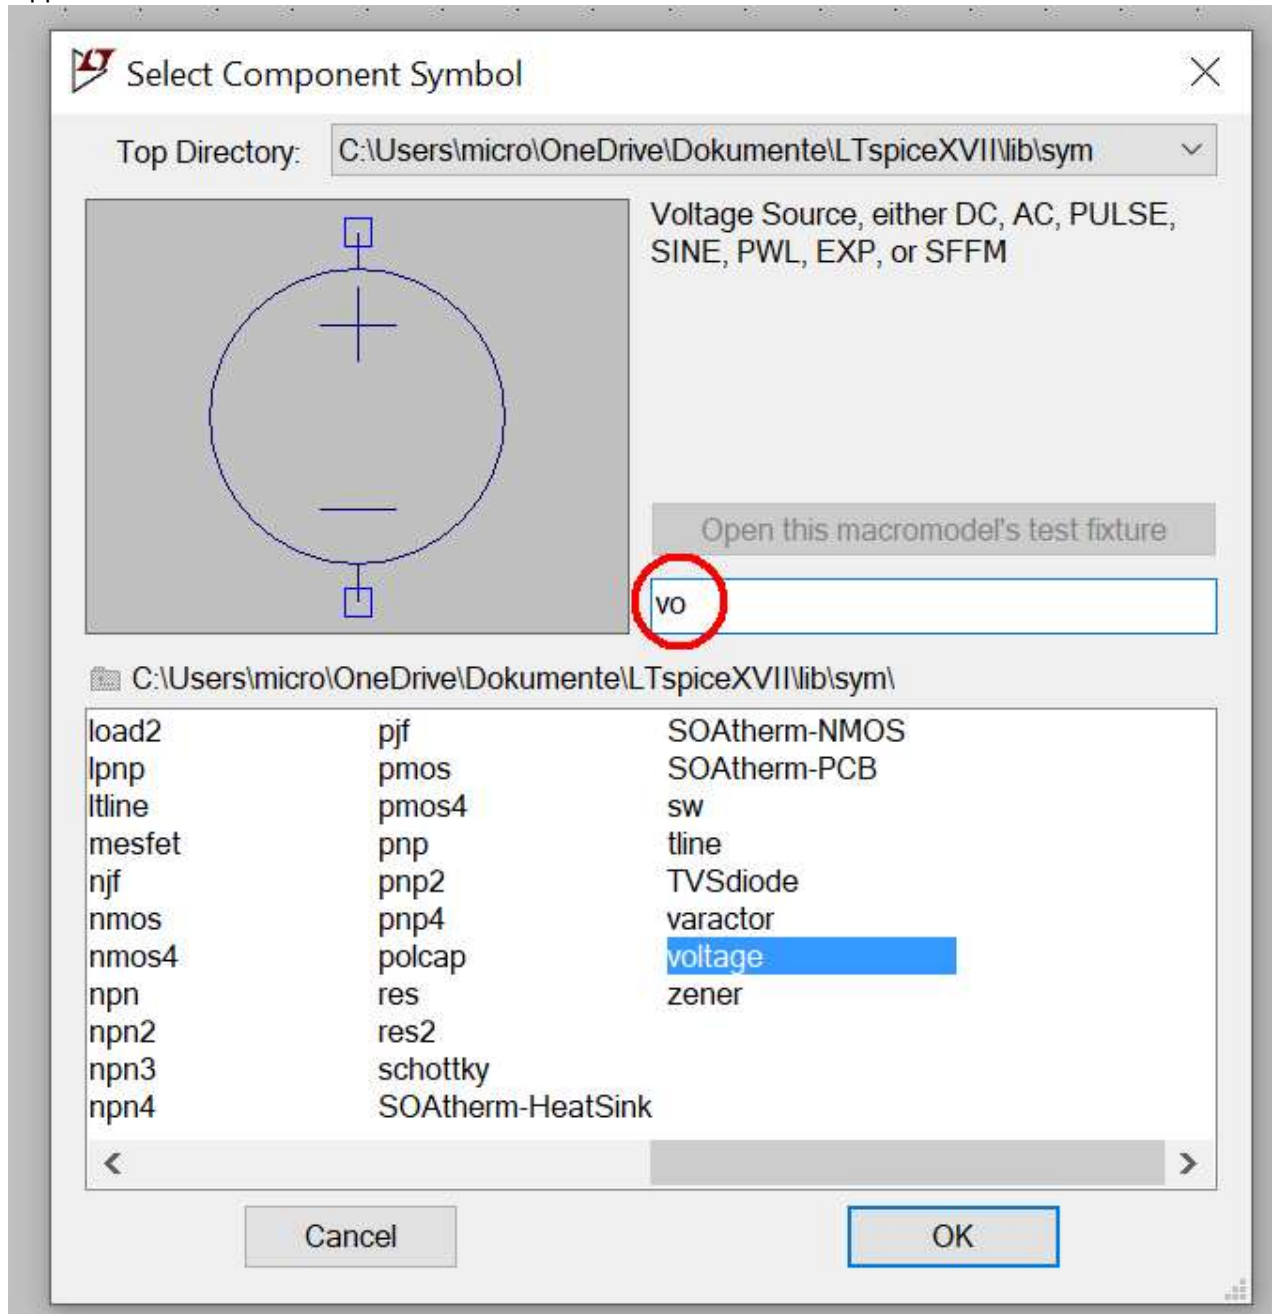 Select Component Symbol
Top Directory: C:\Users\micro\OneDrive\Dokumente\LTspiceXVII\lib\sym
Voltage Source, either DC, AC, PULSE,
SINE, PWL, EXP, or SFFM
Open this macromodel's test fixture
vo
C:\Users\micro\OneDrive\Dokumente\LTspiceXVII\lib\sym\
load2 pjf SOAtherm-NMOS
lpnp pmos SOAtherm-PCB
ltline pmos4 sw
mesfet pnp tline
njf pnp2 TVSdiode
nmos pnp4 varactor
nmos4 polcap voltage
npn res zener
npn2 res2
npn3 schottky
npn4 SOAtherm-HeatSink
Cancel OK